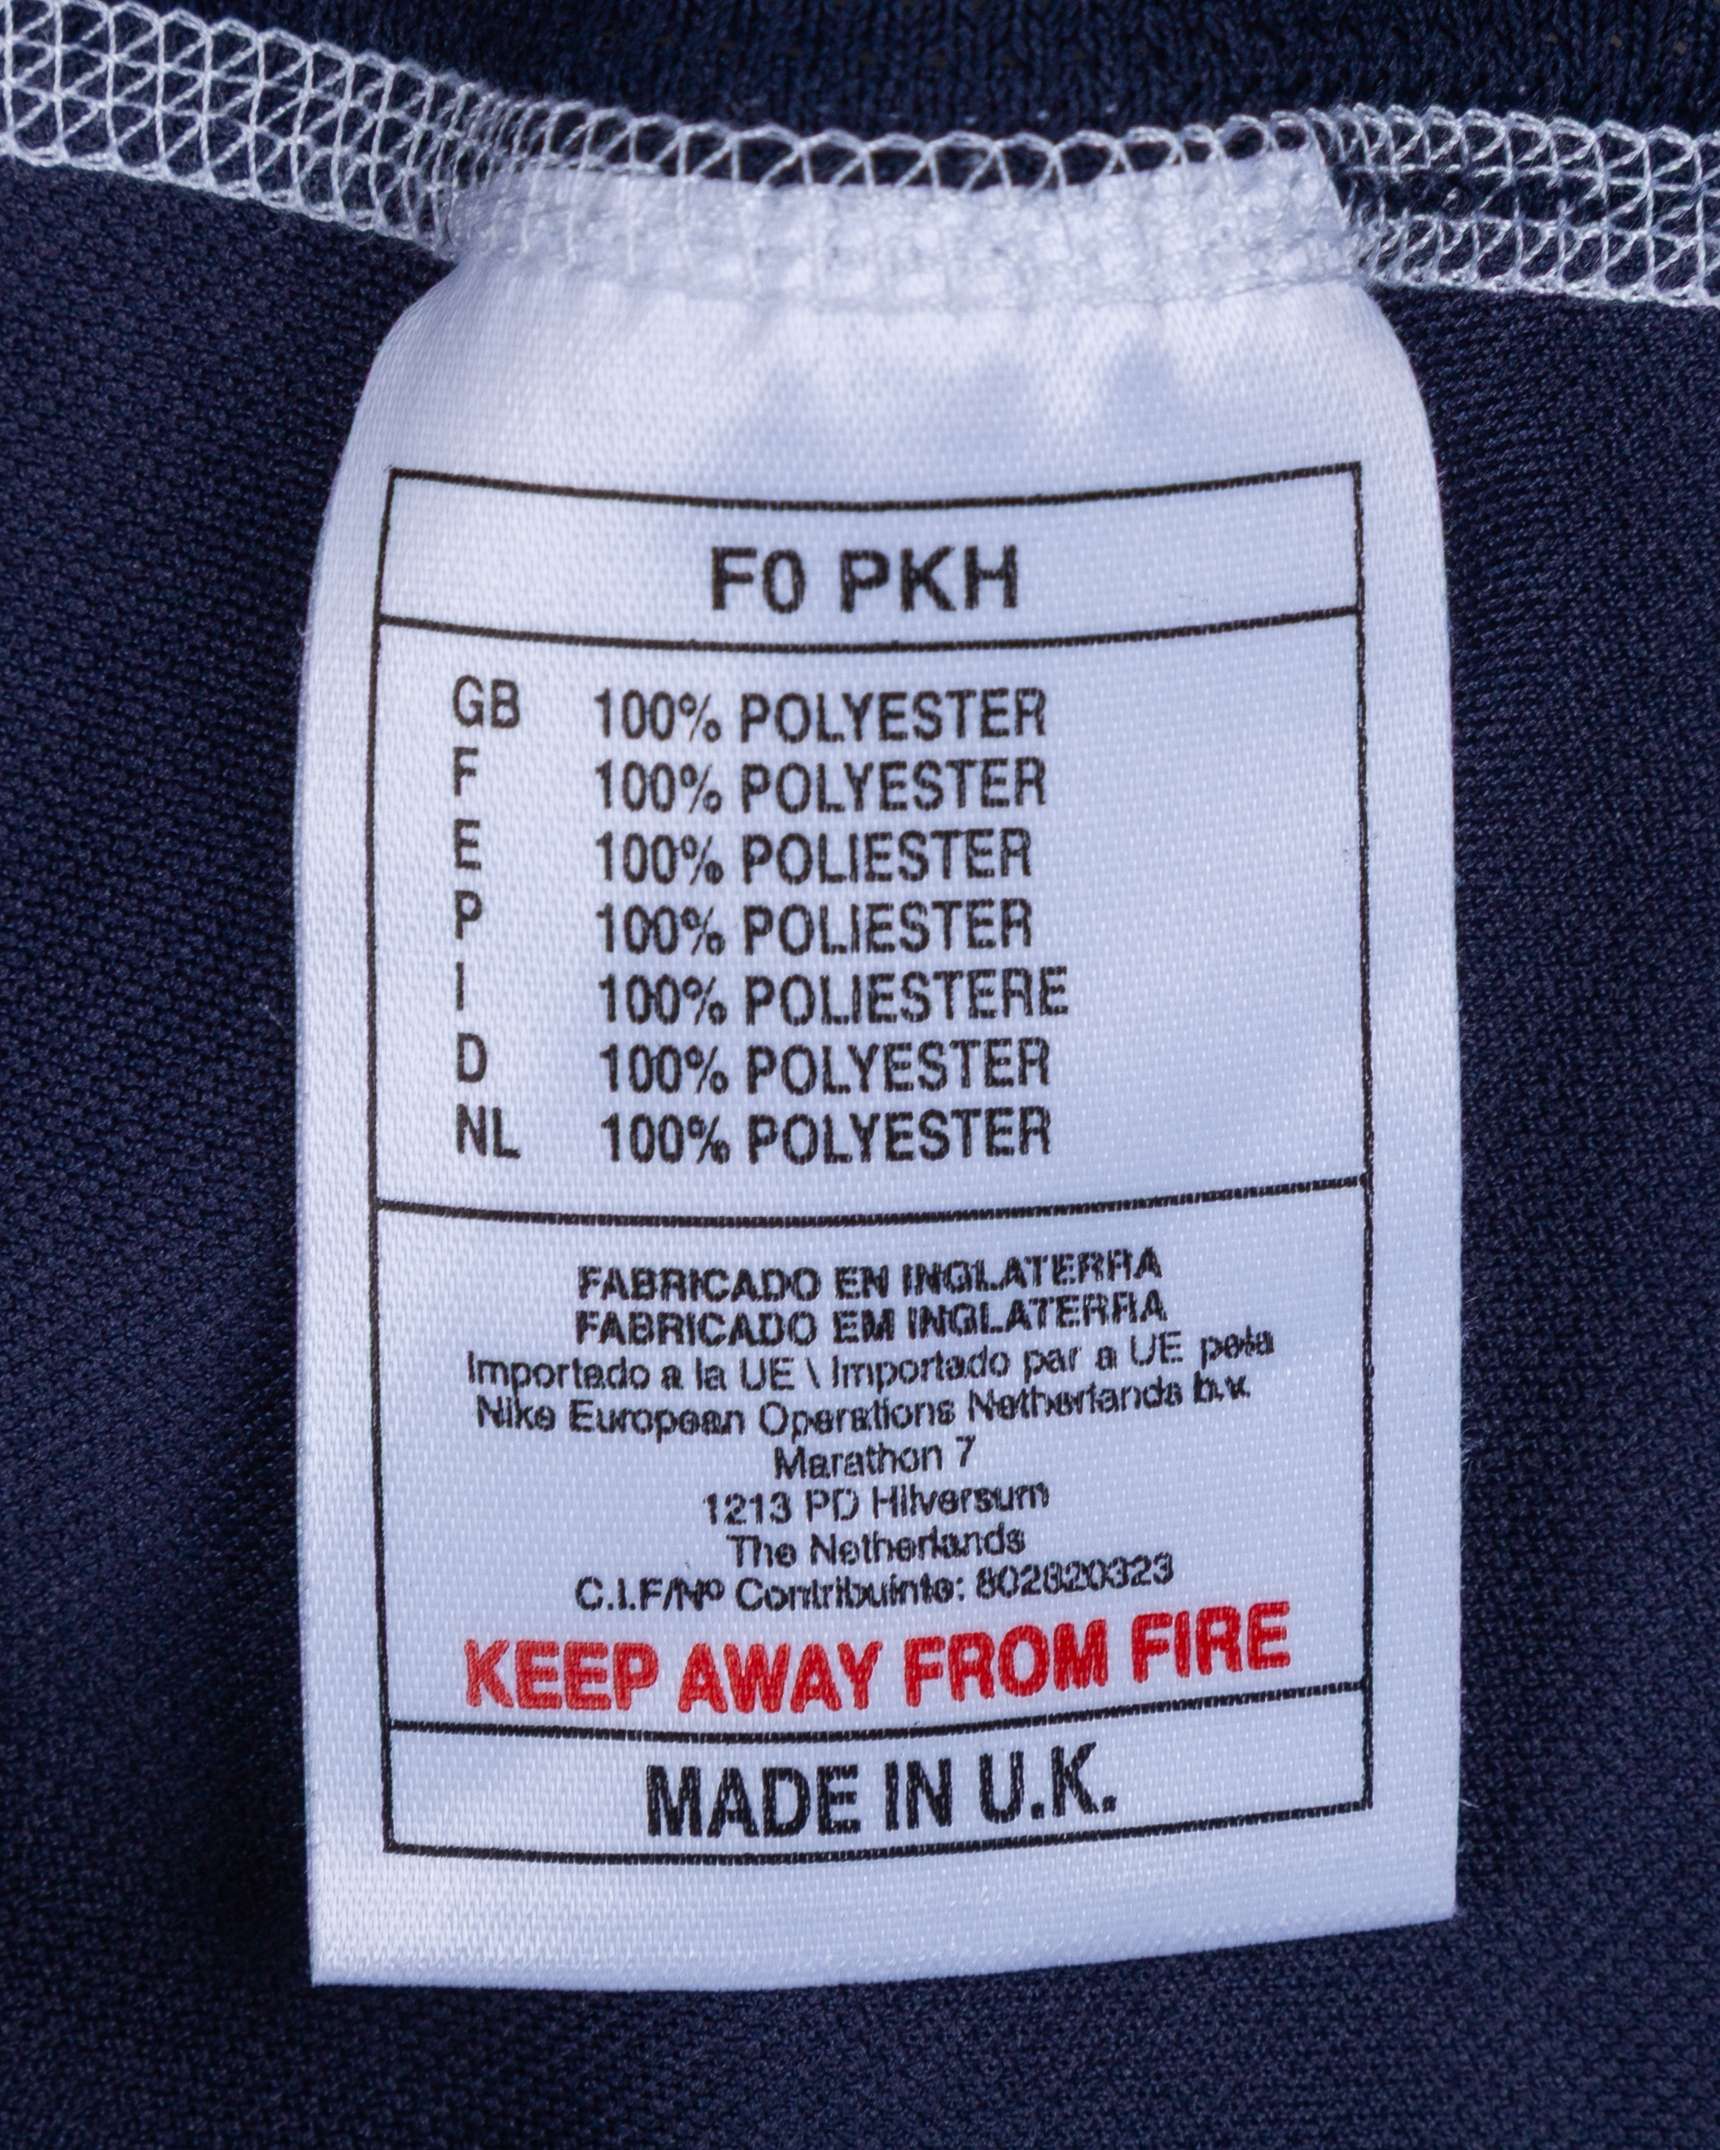 F0 PKH
GB 100% POLYESTER
F 100% POLYESTER
E 100% POLIESTER
P 100% POLIESTER
I 100% POLIESTERE
D 100% POLYESTER
NL 100% POLYESTER
FABRICADO EN INGLATERRA
FABRICADO EM INGLATERRA
Importado a la UE \ Importado par a UE pela
Nike European Operations Netherlands b.v.
Marathon 7
1213 PD Hilversum
The Netherlands
C.I.F/Nº Contribuinte: 802820323
KEEP AWAY FROM FIRE
MADE IN U.K.